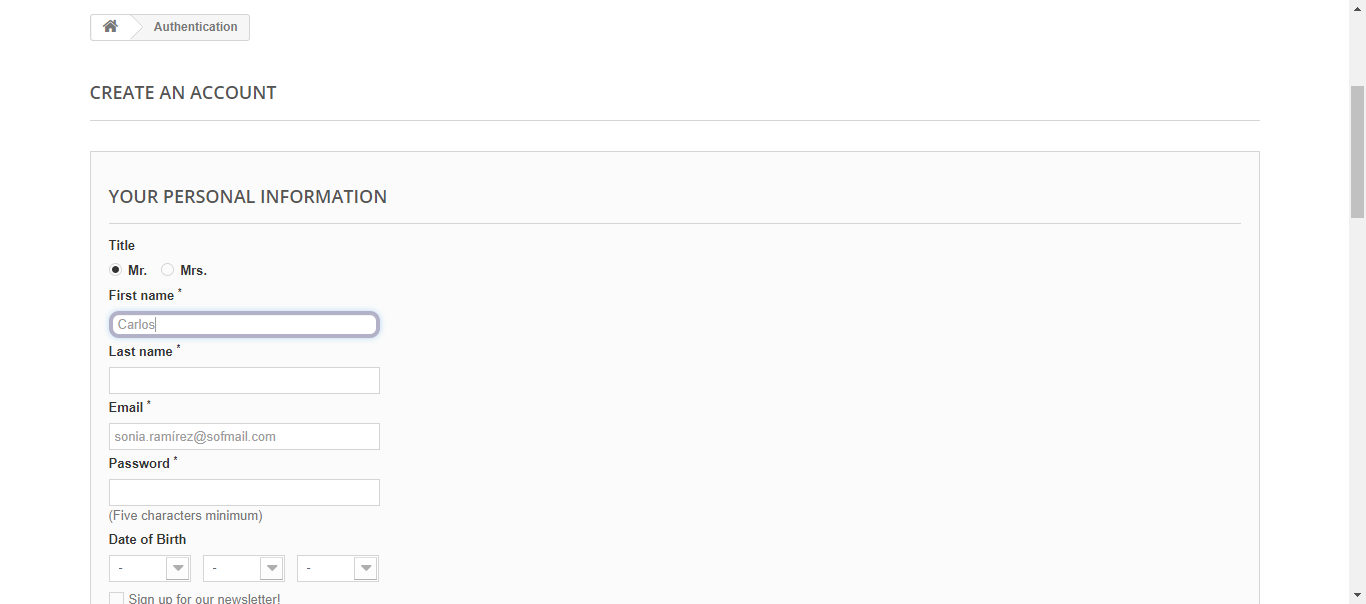 Authentication
CREATE AN ACCOUNT
YOUR PERSONAL INFORMATION
Title
Mr. Mrs.
First name *
Carlos
Last name *
Email *
sonia.ramírez@sofmail.com
Password *
(Five characters minimum)
Date of Birth
- - -
Sign up for our newsletter!